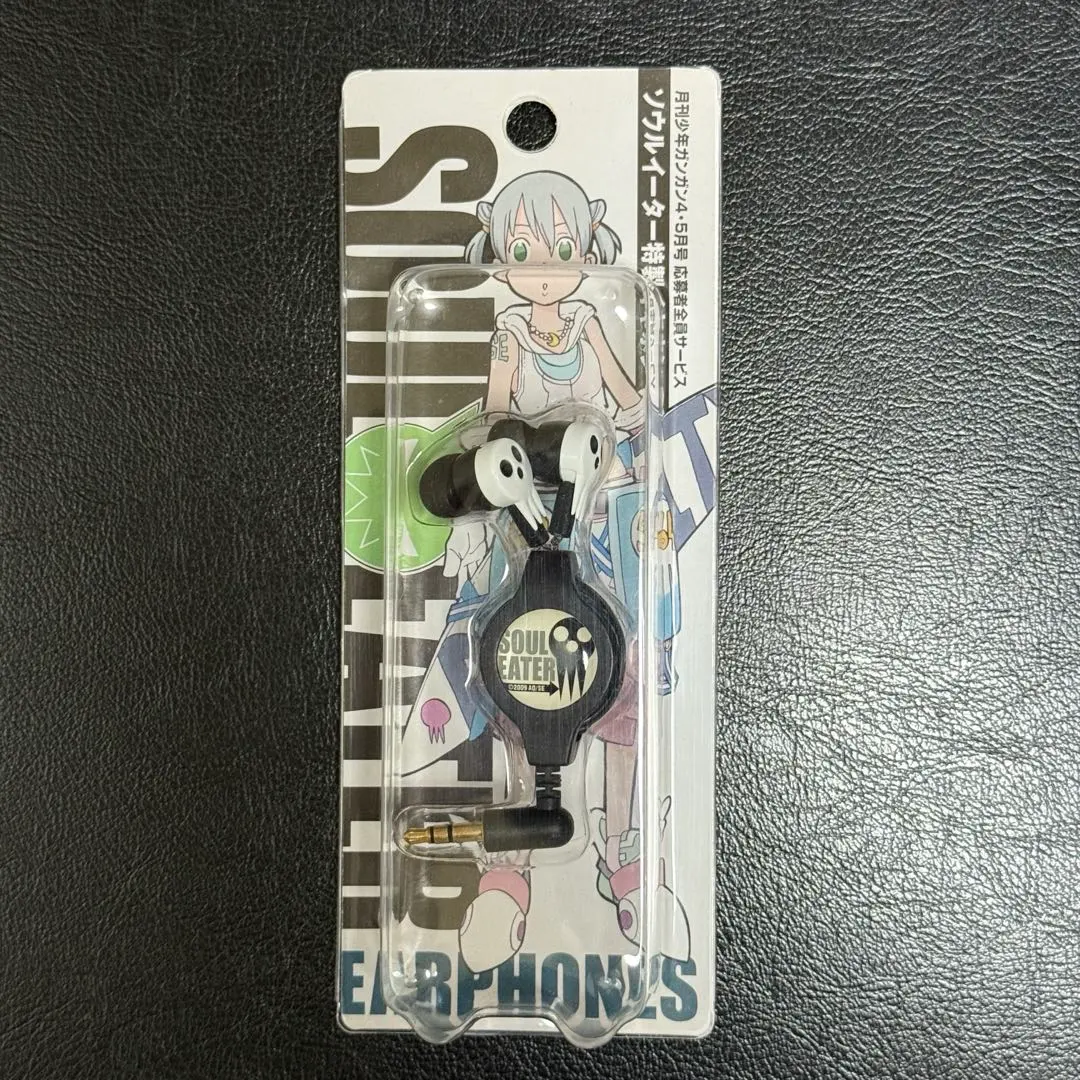 月刊少年ガンガン4・5月号 応募者全員サービス
ソウルイーター特製
SOUL EATER
SE
SOUL
EATER
©2009 AO/SE
EARPHONES